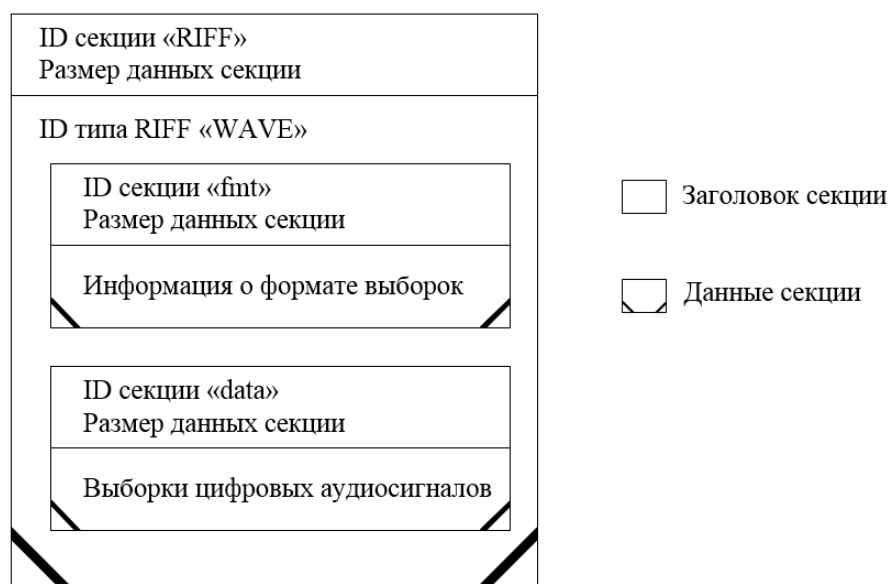 ID секции «RIFF»
Размер данных секции
ID типа RIFF «WAVE»
ID секции «fmt»
Размер данных секции
Информация о формате выборок
ID секции «data»
Размер данных секции
Выборки цифровых аудиосигналов
Заголовок секции
Данные секции